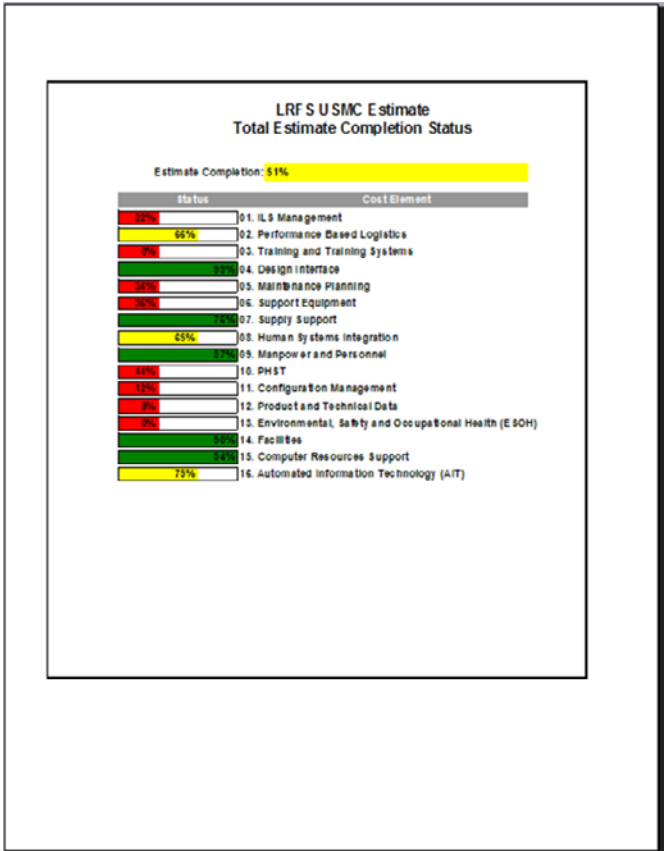 LRFS USMC Estimate
Total Estimate Completion Status
Estimate Completion: 51%
Status Cost Element
22% 01. ILS Management
66% 02. Performance Based Logistics
0% 03. Training and Training Systems
04. Design Interface
34% 05. Maintenance Planning
36% 06. Support Equipment
76% 07. Supply Support
65% 08. Human Systems Integration
87% 09. Manpower and Personnel
44% 10. PHST
12% 11. Configuration Management
12. Product and Technical Data
0% 13. Environmental, Safety and Occupational Health (ESOH)
14. Facilities
15. Computer Resources Support
75% 16. Automated Information Technology (AIT)